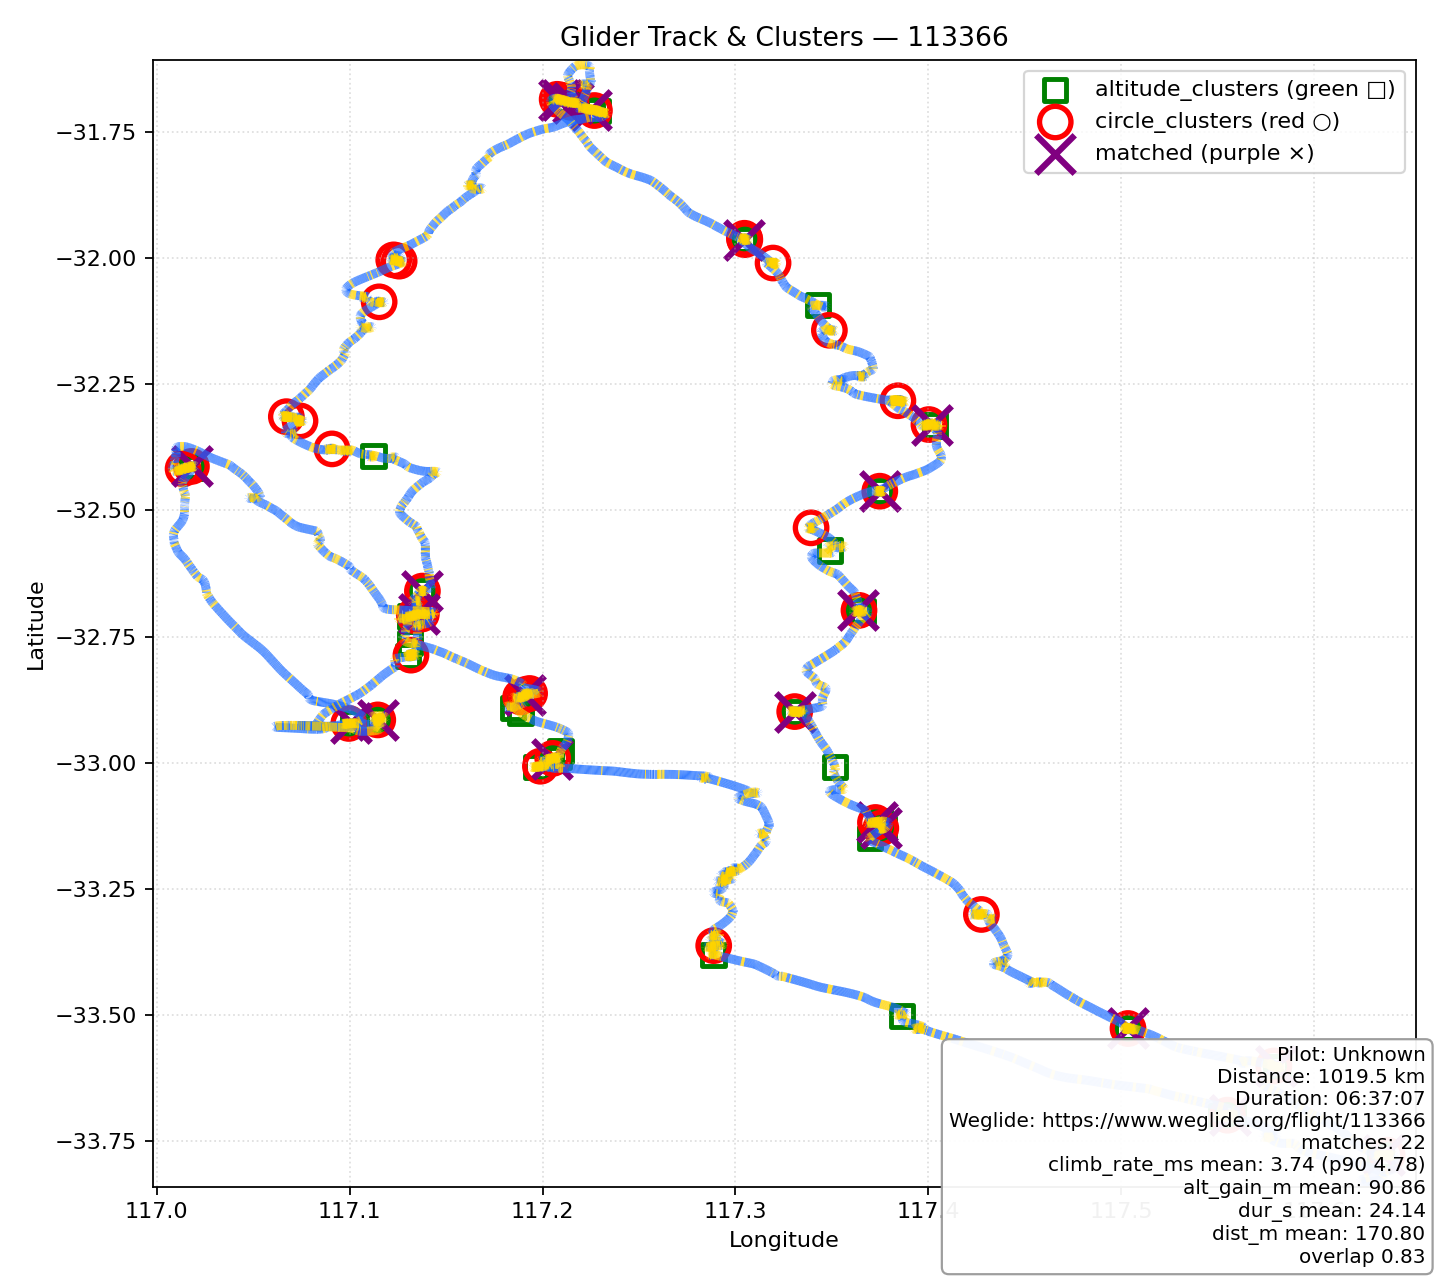 Glider Track & Clusters — 113366
altitude_clusters (green □)
circle_clusters (red ○)
matched (purple ×)
−31.75
−32.00
−32.25
−32.50
−32.75
−33.00
−33.25
−33.50
−33.75
Latitude
117.0
117.1
117.2
117.3
117.4
117.5
Longitude
Pilot: Unknown
Distance: 1019.5 km
Duration: 06:37:07
Weglide: https://www.weglide.org/flight/113366
matches: 22
climb_rate_ms mean: 3.74 (p90 4.78)
alt_gain_m mean: 90.86
dur_s mean: 24.14
dist_m mean: 170.80
overlap 0.83